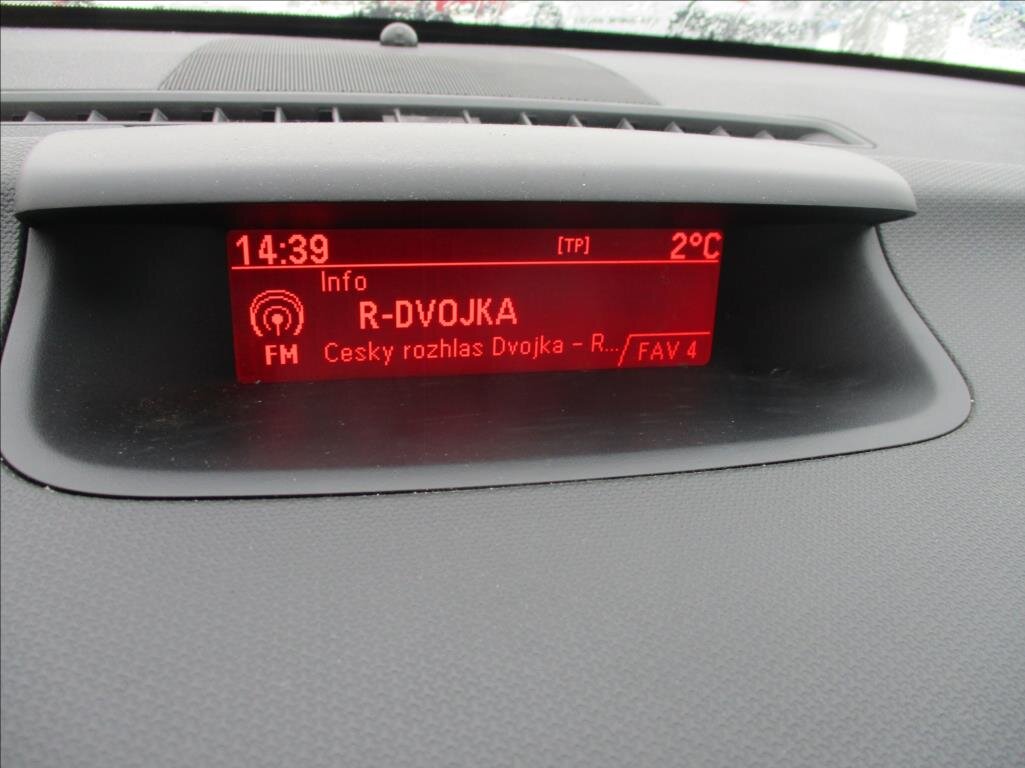 14:39 [TP] 2°C
Info
R-DVOJKA
FM Cesky rozhlas Dvojka - R... FAV 4